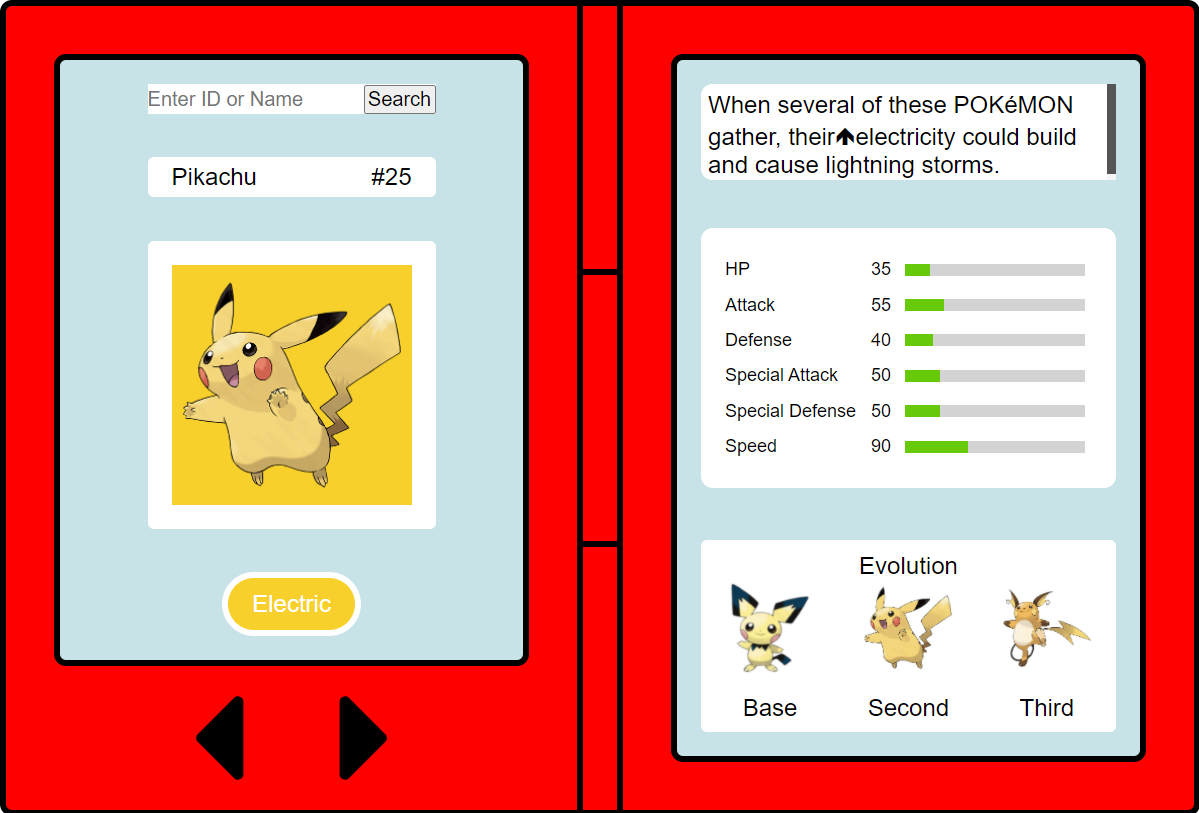 Enter ID or Name Search
Pikachu #25
Electric
When several of these POKéMON
gather, their🡅electricity could build
and cause lightning storms.
HP 35
Attack 55
Defense 40
Special Attack 50
Special Defense 50
Speed 90
Evolution
Base Second Third